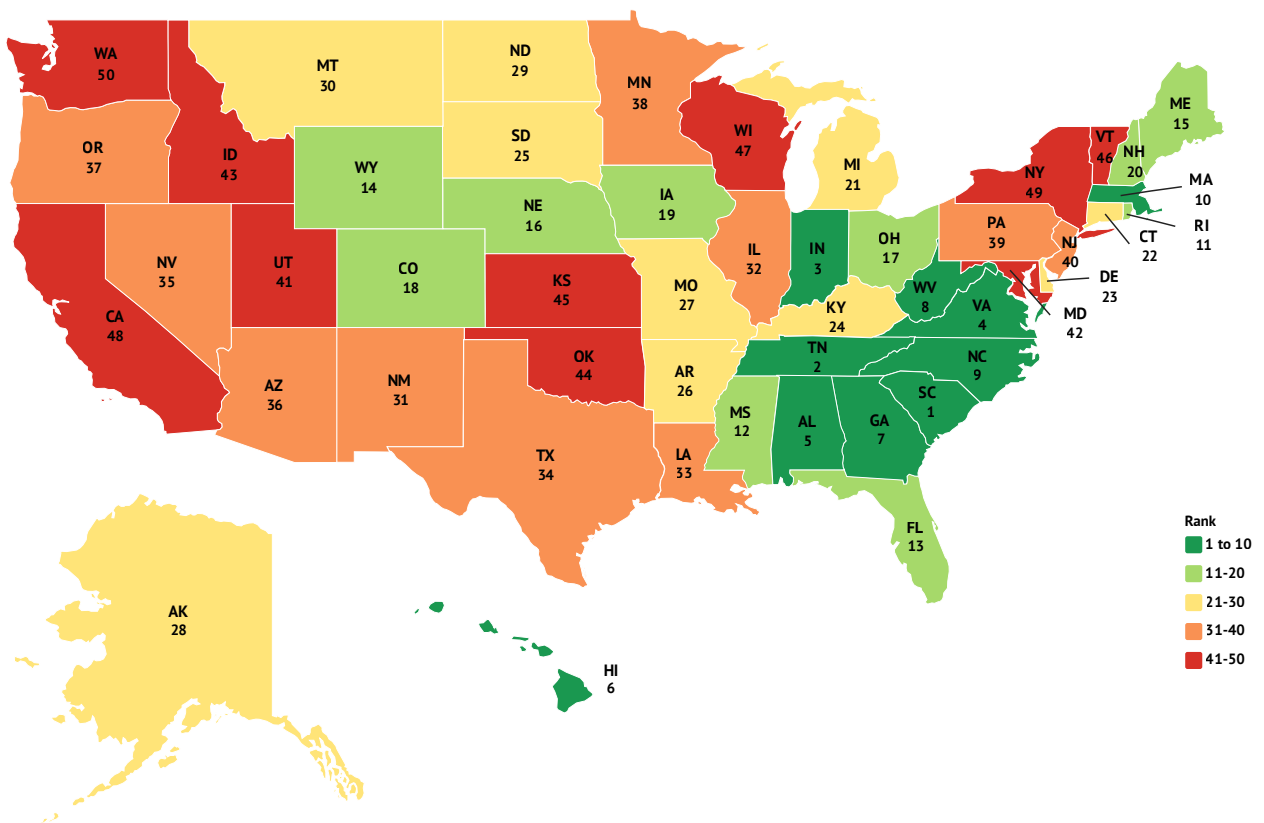 WA
50
MT
30
ND
29
MN
38
OR
37
ID
43
WY
14
SD
25
WI
47
MI
21
NY
49
VT
46
NH
20
ME
15
MA
10
RI
11
CT
22
NE
16
IA
19
PA
39
NJ
40
DE
23
MD
42
NV
35
UT
41
CO
18
KS
45
MO
27
IL
32
IN
3
OH
17
WV
8
VA
4
KY
24
CA
48
AZ
36
NM
31
OK
44
AR
26
TN
2
NC
9
SC
1
MS
12
AL
5
GA
7
TX
34
LA
33
FL
13
AK
28
HI
6
Rank
1 to 10
11-20
21-30
31-40
41-50